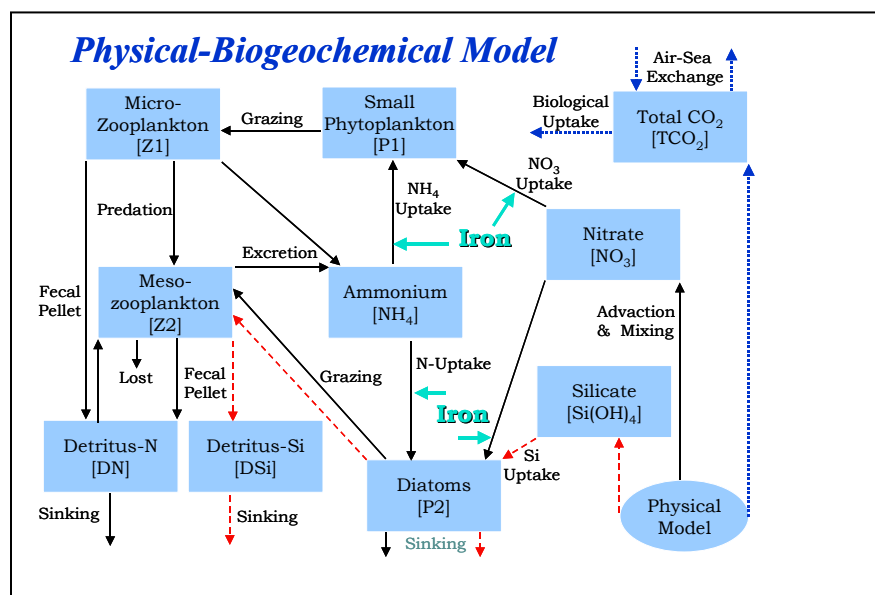 Physical-Biogeochemical Model
Air-Sea
Exchange
Micro-
Zooplankton
[Z1]
Grazing
Small
Phytoplankton
[P1]
Biological
Uptake
Total CO₂
[TCO₂]
NO₃
Uptake
NH₄
Uptake
Predation
Iron
Nitrate
[NO₃]
Excretion
Fecal
Pellet
Meso-
zooplankton
[Z2]
Ammonium
[NH₄]
Advaction
& Mixing
Lost
Fecal
Pellet
Grazing
N-Uptake
Silicate
[Si(OH)₄]
Iron
Detritus-N
[DN]
Detritus-Si
[DSi]
Si
Uptake
Diatoms
[P2]
Physical
Model
Sinking
Sinking
Sinking